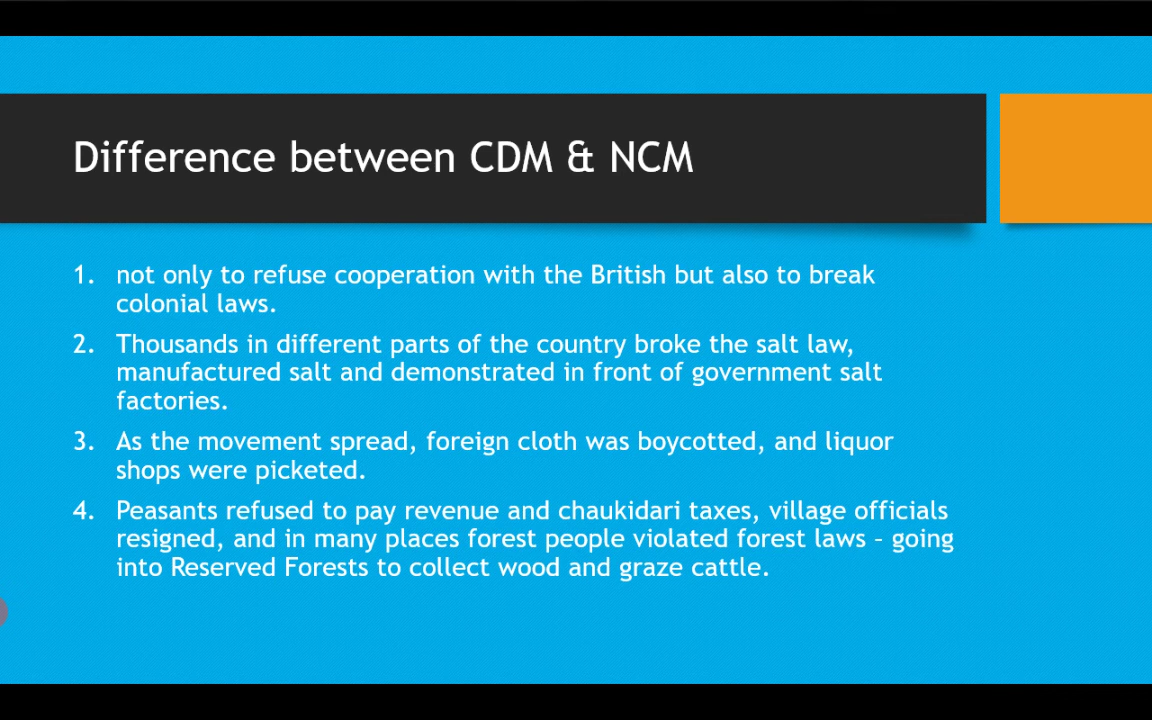 Difference between CDM & NCM
1. not only to refuse cooperation with the British but also to break
colonial laws.
2. Thousands in different parts of the country broke the salt law,
manufactured salt and demonstrated in front of government salt
factories.
3. As the movement spread, foreign cloth was boycotted, and liquor
shops were picketed.
4. Peasants refused to pay revenue and chaukidari taxes, village officials
resigned, and in many places forest people violated forest laws – going
into Reserved Forests to collect wood and graze cattle.